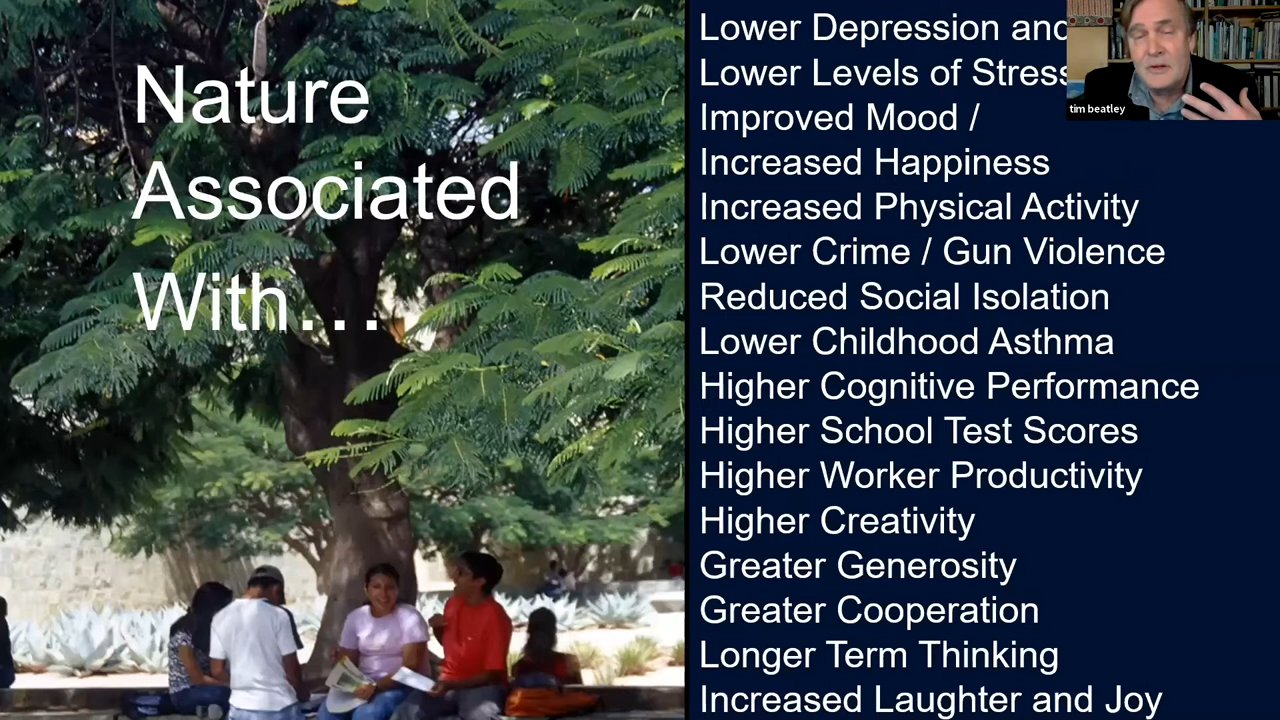 Nature
Associated
With…
Lower Depression and
Lower Levels of Stress
Improved Mood /
Increased Happiness
Increased Physical Activity
Lower Crime / Gun Violence
Reduced Social Isolation
Lower Childhood Asthma
Higher Cognitive Performance
Higher School Test Scores
Higher Worker Productivity
Higher Creativity
Greater Generosity
Greater Cooperation
Longer Term Thinking
Increased Laughter and Joy
tim beatley